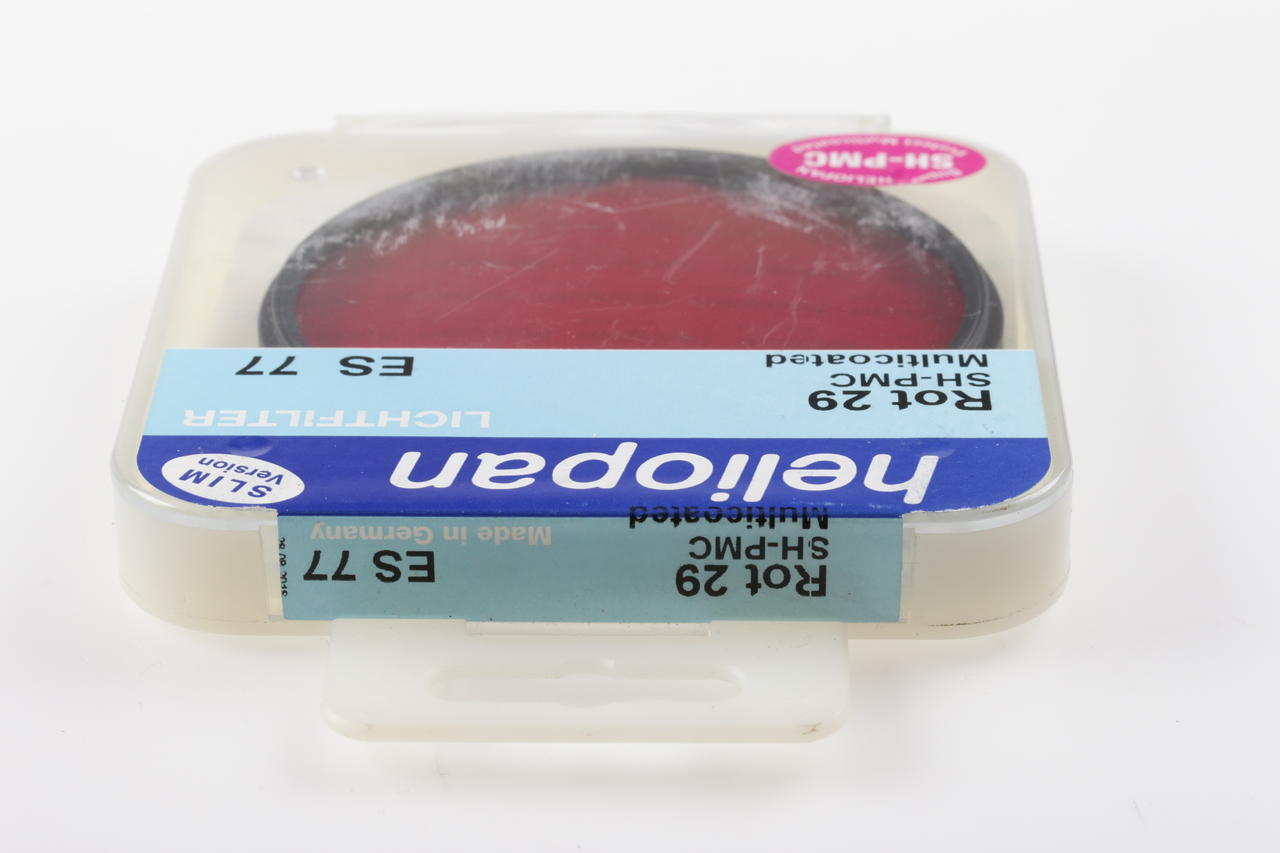 Rot 29
SH-PMC
Multicoated
ES 77
Made in Germany
heliopan
SLIM
Version
LICHTFILTER
Rot 29
SH-PMC
Multicoated
ES 77
HELIOPAN
SH-PMC